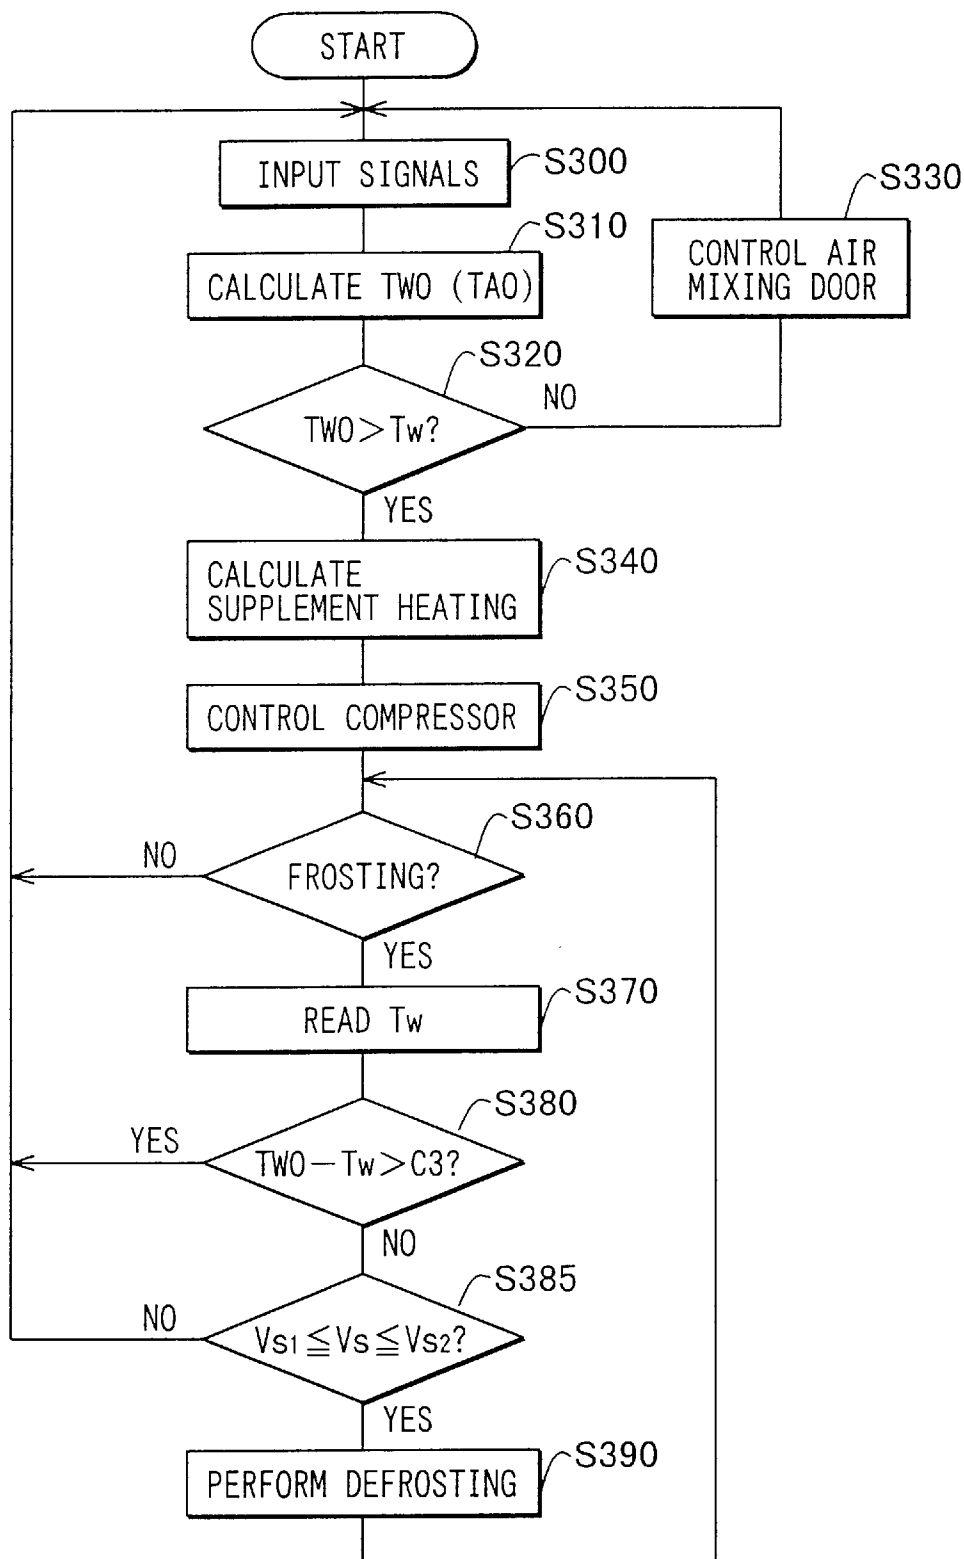 START
INPUT SIGNALS
S300
S330
CONTROL AIR
MIXING DOOR
S310
CALCULATE TWO (TAO)
S320
TWO > Tw?
NO
YES
S340
CALCULATE
SUPPLEMENT HEATING
S350
CONTROL COMPRESSOR
S360
FROSTING?
NO
YES
S370
READ Tw
S380
TWO－Tw > C3?
YES
NO
S385
Vs1 ≦ Vs ≦ Vs2?
NO
YES
S390
PERFORM DEFROSTING